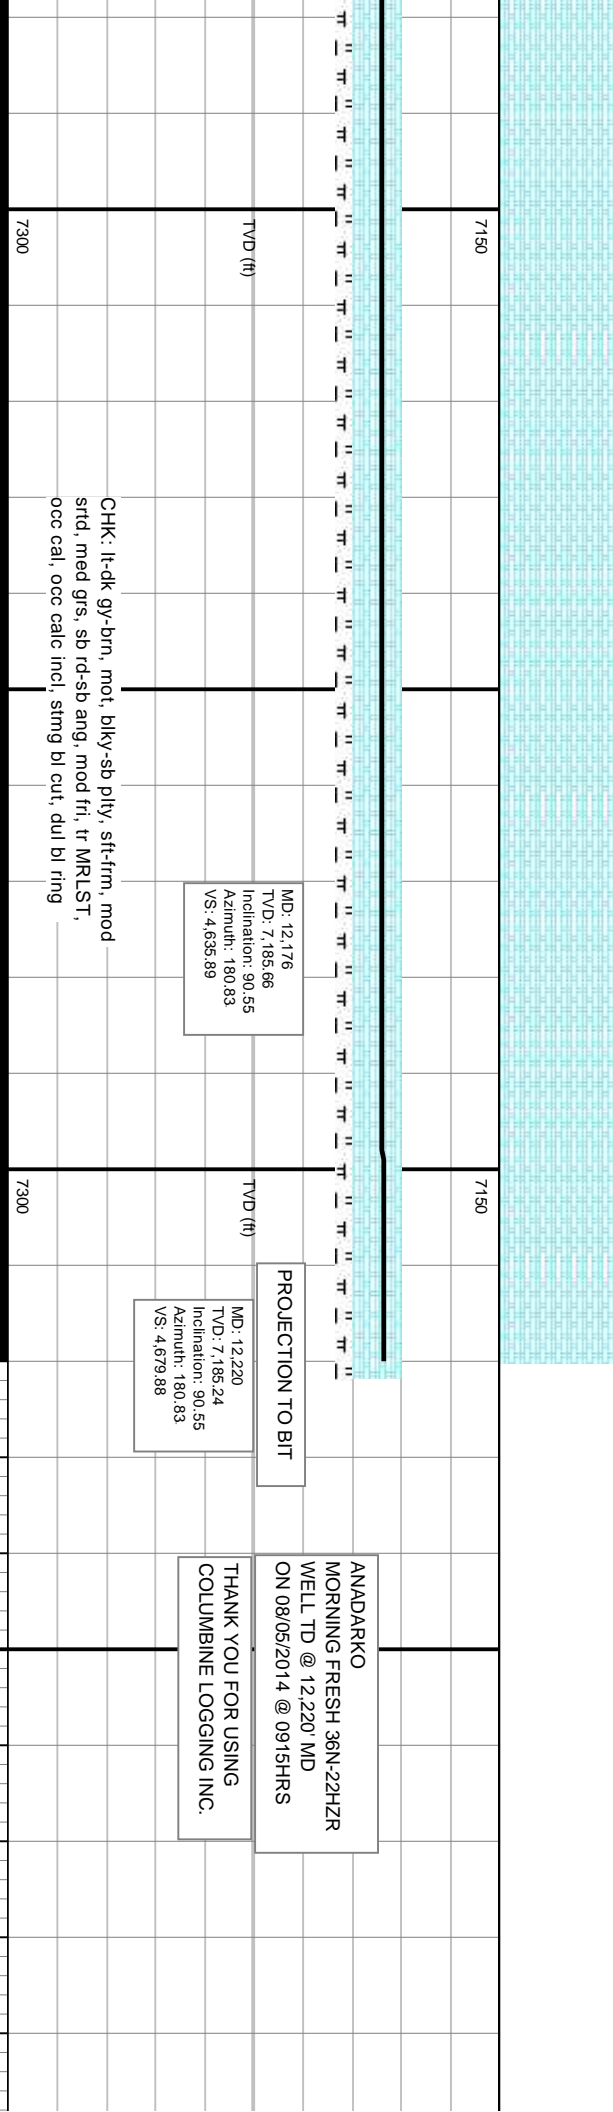 7150
TVD (ft)
7300
CHK: lt-dk gy-brn, mot, blky-sb plty, sft-frm, mod
srtd, med grs, sb rd-sb ang, mod fri, tr MRLST,
occ cal, occ calc incl, stmg bl cut, dul bl ring
MD: 12,176
TVD: 7,185.66
Inclination: 90.55
Azimuth: 180.83
VS: 4,635.89
7150
TVD (ft)
7300
PROJECTION TO BIT
MD: 12,220
TVD: 7,185.24
Inclination: 90.55
Azimuth: 180.83
VS: 4,679.88
ANADARKO
MORNING FRESH 36N-22HZR
WELL TD @ 12,220' MD
ON 08/05/2014 @ 0915HRS
THANK YOU FOR USING
COLUMBINE LOGGING INC.